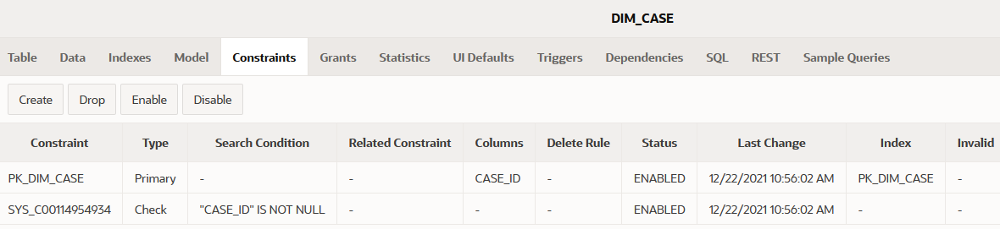 DIM_CASE
Table Data Indexes Model Constraints Grants Statistics UI Defaults Triggers Dependencies SQL REST Sample Queries
Create Drop Enable Disable
Constraint Type Search Condition Related Constraint Columns Delete Rule Status Last Change Index Invalid
PK_DIM_CASE Primary - - CASE_ID - ENABLED 12/22/2021 10:56:02 AM PK_DIM_CASE -
SYS_C00114954934 Check "CASE_ID" IS NOT NULL - - - ENABLED 12/22/2021 10:56:02 AM - -